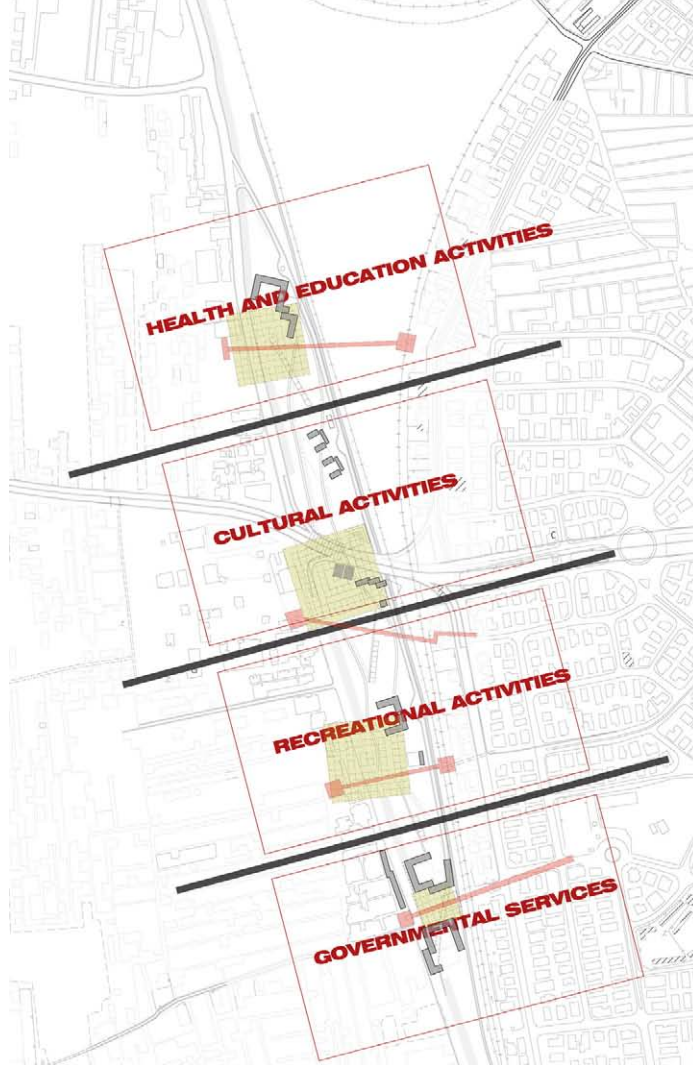 HEALTH AND EDUCATION ACTIVITIES
CULTURAL ACTIVITIES
RECREATIONAL ACTIVITIES
GOVERNMENTAL SERVICES